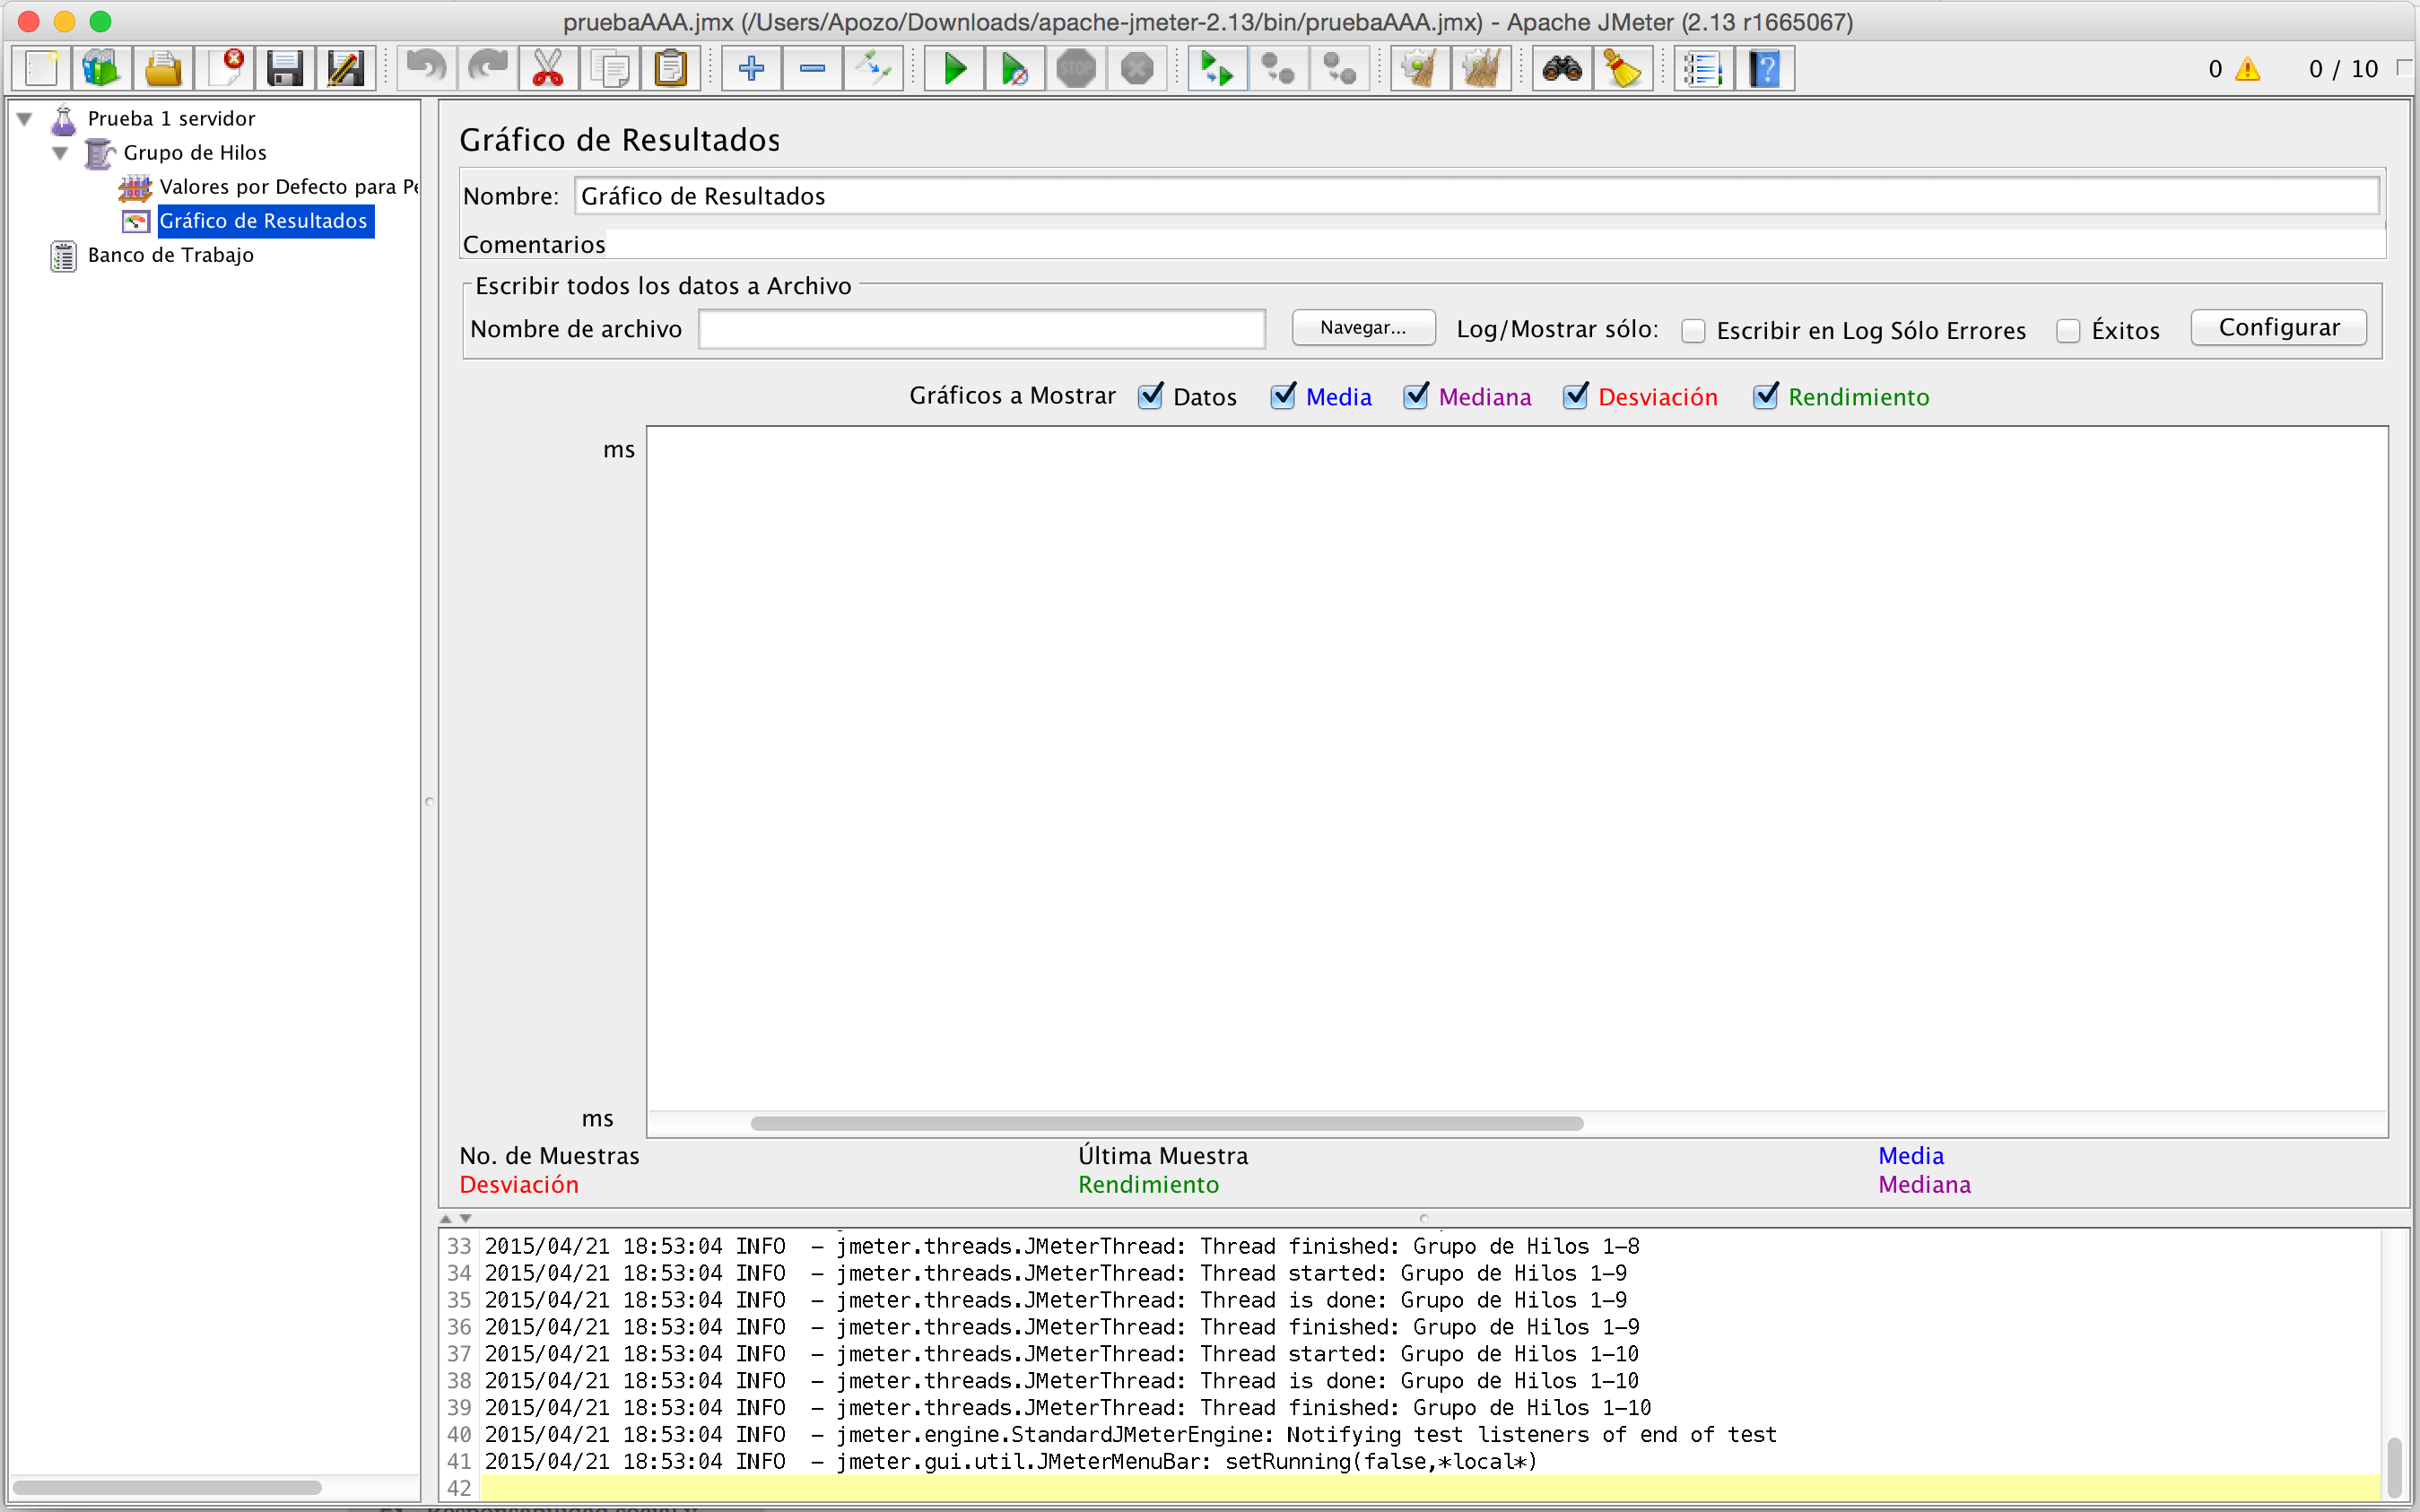 pruebaAAA.jmx (/Users/Apozo/Downloads/apache-jmeter-2.13/bin/pruebaAAA.jmx) - Apache JMeter (2.13 r1665067)
STOP
0
0 / 10
Prueba 1 servidor
Grupo de Hilos
Valores por Defecto para Pe
Gráfico de Resultados
Banco de Trabajo
Gráfico de Resultados
Nombre: Gráfico de Resultados
Comentarios
Escribir todos los datos a Archivo
Nombre de archivo Navegar... Log/Mostrar sólo: Escribir en Log Sólo Errores Éxitos Configurar
Gráficos a Mostrar Datos Media Mediana Desviación Rendimiento
ms
ms
No. de Muestras Última Muestra Media
Desviación Rendimiento Mediana
33 2015/04/21 18:53:04 INFO  - jmeter.threads.JMeterThread: Thread finished: Grupo de Hilos 1-8
34 2015/04/21 18:53:04 INFO  - jmeter.threads.JMeterThread: Thread started: Grupo de Hilos 1-9
35 2015/04/21 18:53:04 INFO  - jmeter.threads.JMeterThread: Thread is done: Grupo de Hilos 1-9
36 2015/04/21 18:53:04 INFO  - jmeter.threads.JMeterThread: Thread finished: Grupo de Hilos 1-9
37 2015/04/21 18:53:04 INFO  - jmeter.threads.JMeterThread: Thread started: Grupo de Hilos 1-10
38 2015/04/21 18:53:04 INFO  - jmeter.threads.JMeterThread: Thread is done: Grupo de Hilos 1-10
39 2015/04/21 18:53:04 INFO  - jmeter.threads.JMeterThread: Thread finished: Grupo de Hilos 1-10
40 2015/04/21 18:53:04 INFO  - jmeter.engine.StandardJMeterEngine: Notifying test listeners of end of test
41 2015/04/21 18:53:04 INFO  - jmeter.gui.util.JMeterMenuBar: setRunning(false,*local*)
42